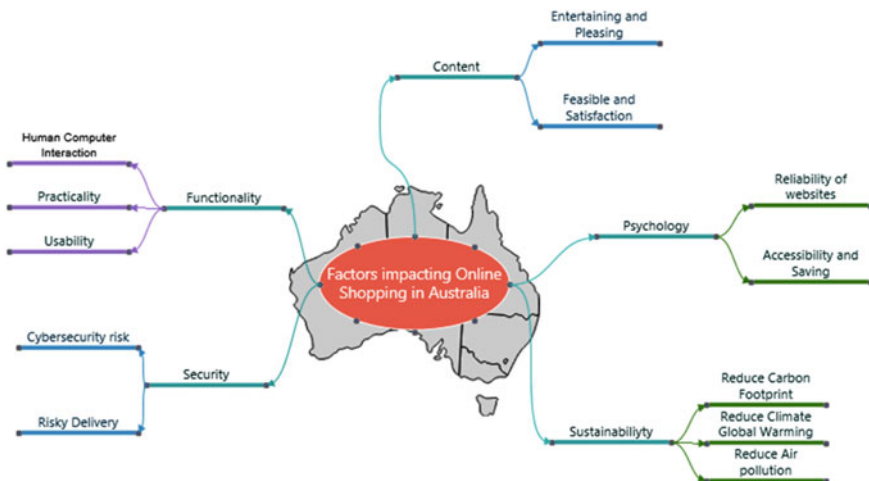 Entertaining and
Pleasing
Content
Feasible and
Satisfaction
Human Computer
Interaction
Practicality
Functionality
Usability
Reliability of
websites
Psychology
Accessibility and
Saving
Factors impacting Online
Shopping in Australia
Cybersecurity risk
Security
Risky Delivery
Reduce Carbon
Footprint
Reduce Climate
Global Warming
Sustainabiliyty
Reduce Air
pollution